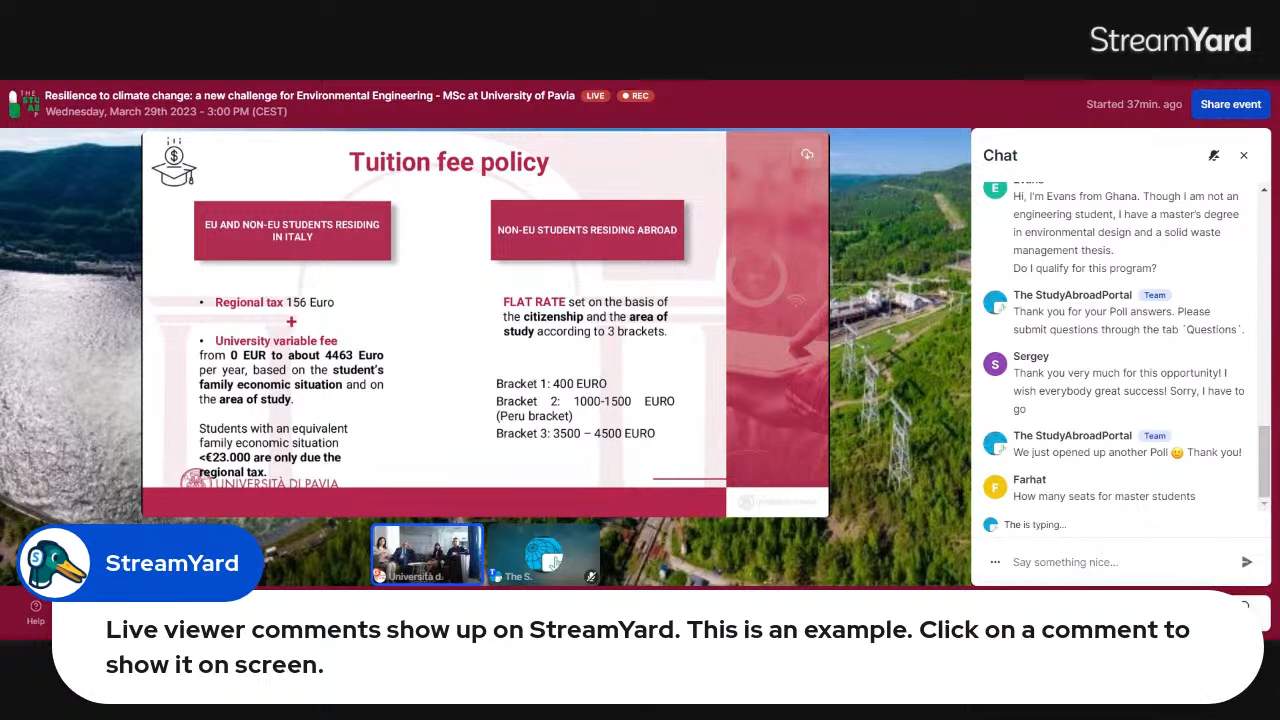 StreamYard
Resilience to climate change: a new challenge for Environmental Engineering - MSc at University of Pavia LIVE REC
Wednesday, March 29th 2023 - 3:00 PM (CEST)
Started 37min. ago
Share event
Tuition fee policy
EU AND NON-EU STUDENTS RESIDING
IN ITALY
• Regional tax 156 Euro
+
• University variable fee
from 0 EUR to about 4463 Euro
per year, based on the student's
family economic situation and on
the area of study.
Students with an equivalent
family economic situation
<€23.000 are only due the
regional tax.
UNIVERSITÀ DI PAVIA
NON-EU STUDENTS RESIDING ABROAD
FLAT RATE set on the basis of
the citizenship and the area of
study according to 3 brackets.
Bracket 1: 400 EURO
Bracket 2: 1000-1500 EURO
(Peru bracket)
Bracket 3: 3500 – 4500 EURO
Università d.
The S.
Chat
E
Evans
Hi, I'm Evans from Ghana. Though I am not an
engineering student, I have a master's degree
in environmental design and a solid waste
management thesis.
Do I qualify for this program?
The StudyAbroadPortal Team
Thank you for your Poll answers. Please
submit questions through the tab `Questions`.
S
Sergey
Thank you very much for this opportunity! I
wish everybody great success! Sorry, I have to
go
The StudyAbroadPortal Team
We just opened up another Poll 🙂 Thank you!
F
Farhat
How many seats for master students
The is typing...
Say something nice...
Help
StreamYard
Live viewer comments show up on StreamYard. This is an example. Click on a comment to
show it on screen.